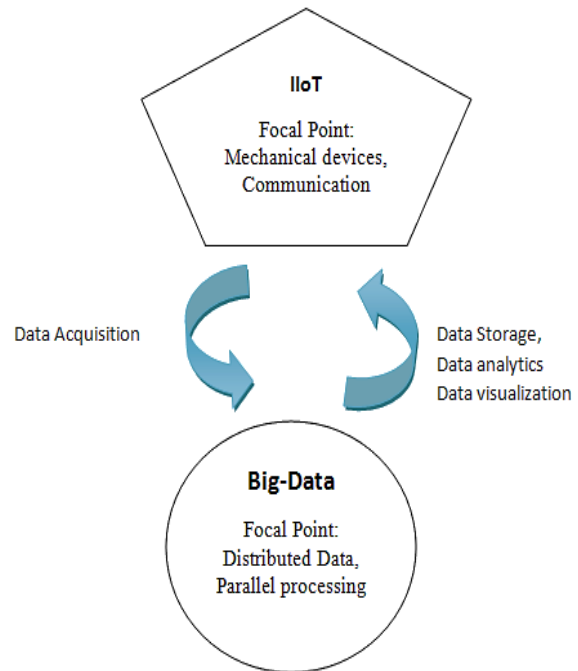 IIoT
Focal Point:
Mechanical devices,
Communication
Data Acquisition
Data Storage,
Data analytics
Data visualization
Big-Data
Focal Point:
Distributed Data,
Parallel processing